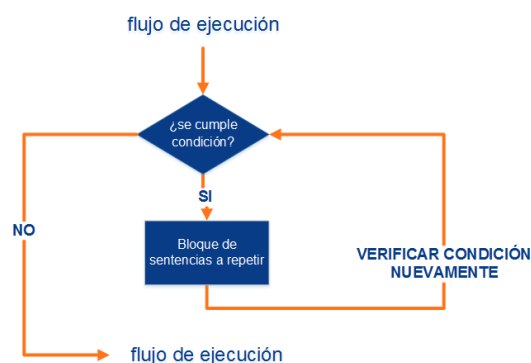 flujo de ejecución
¿se cumple
condición?
SI
NO
Bloque de
sentencias a repetir
VERIFICAR CONDICIÓN
NUEVAMENTE
flujo de ejecución